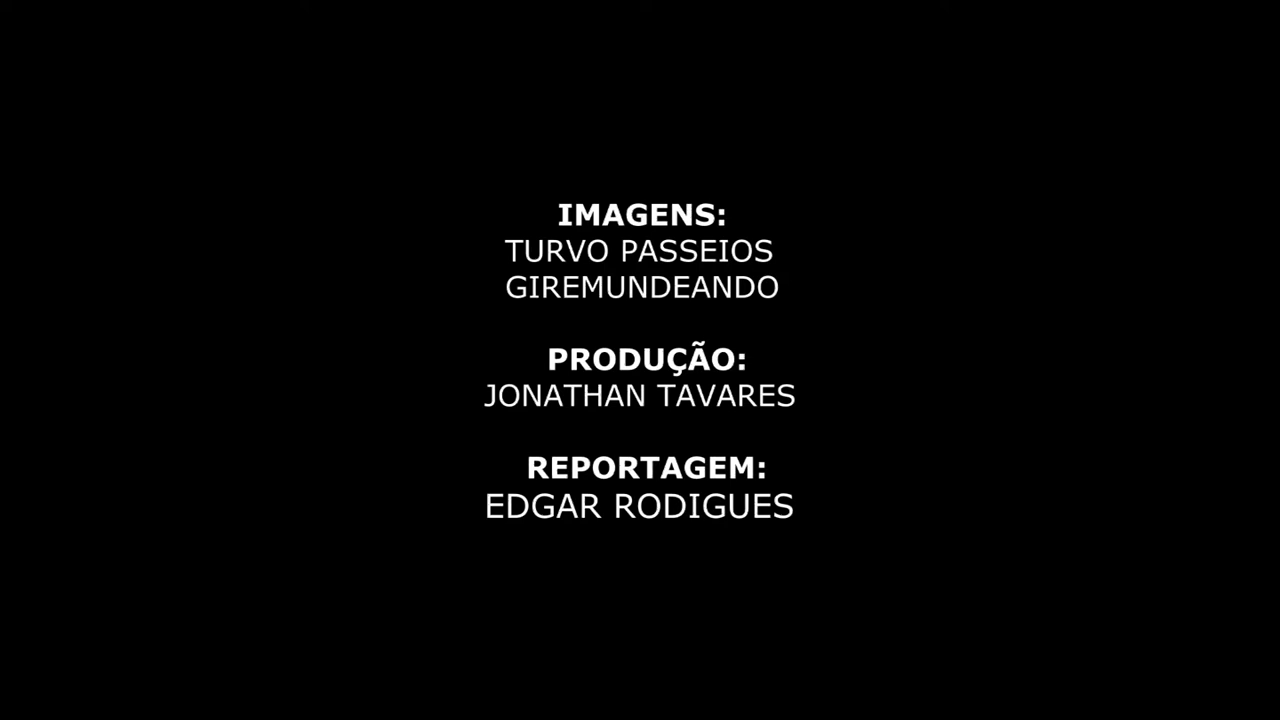 IMAGENS:
TURVO PASSEIOS
GIREMUNDEANDO
PRODUÇÃO:
JONATHAN TAVARES
REPORTAGEM:
EDGAR RODIGUES